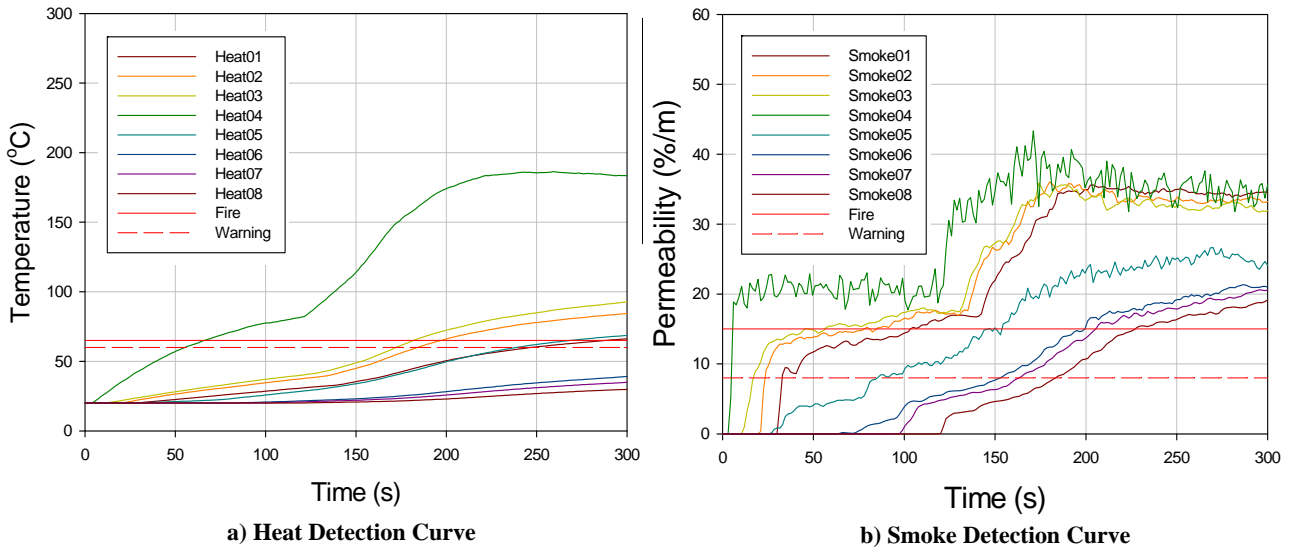 300
250
200
150
100
50
0
Temperature (°C)
Heat01
Heat02
Heat03
Heat04
Heat05
Heat06
Heat07
Heat08
Fire
Warning
0 50 100 150 200 250 300
Time (s)
a) Heat Detection Curve
60
50
40
30
20
10
0
Permeability (%/m)
Smoke01
Smoke02
Smoke03
Smoke04
Smoke05
Smoke06
Smoke07
Smoke08
Fire
Warning
0 50 100 150 200 250 300
Time (s)
b) Smoke Detection Curve